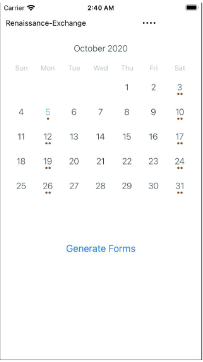 Carrier 2:40 AM
Renaissance-Exchange ••••
October 2020
Sun Mon Tue Wed Thu Fri Sat
1 2 3
4 5 6 7 8 9 10
11 12 13 14 15 16 17
18 19 20 21 22 23 24
25 26 27 28 29 30 31
Generate Forms